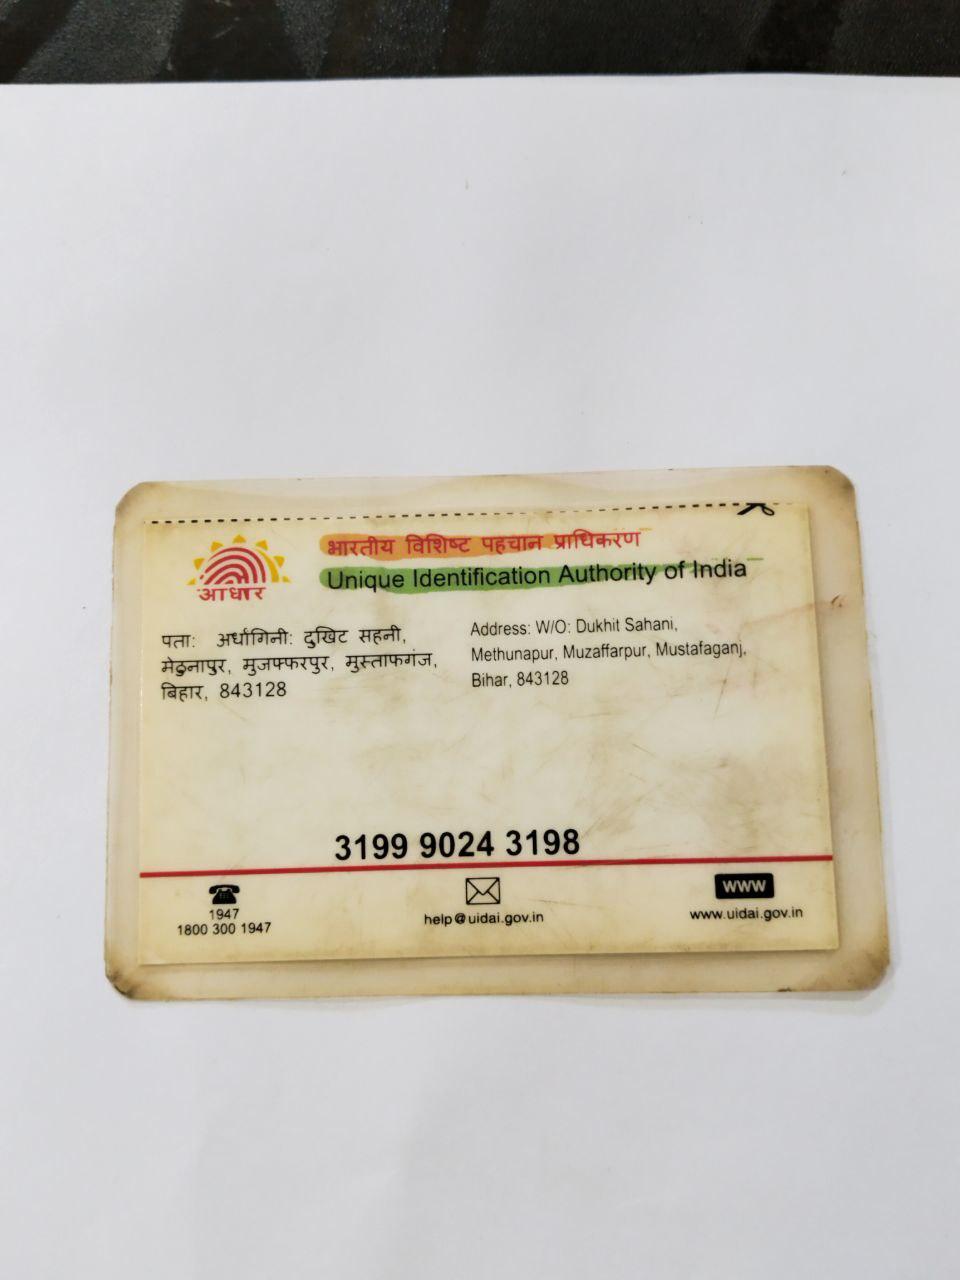 भारतीय विशिष्ट पहचान प्राधिकरण
Unique Identification Authority of India
आधार
पता: अर्धांगिनी: दुखिट सहनी,
मेठुनापुर, मुजफ्फरपुर, मुस्ताफगंज,
बिहार, 843128
Address: W/O: Dukhit Sahani,
Methunapur, Muzaffarpur, Mustafaganj,
Bihar, 843128
3199 9024 3198
1947
1800 300 1947
help@uidai.gov.in
WWW
www.uidai.gov.in